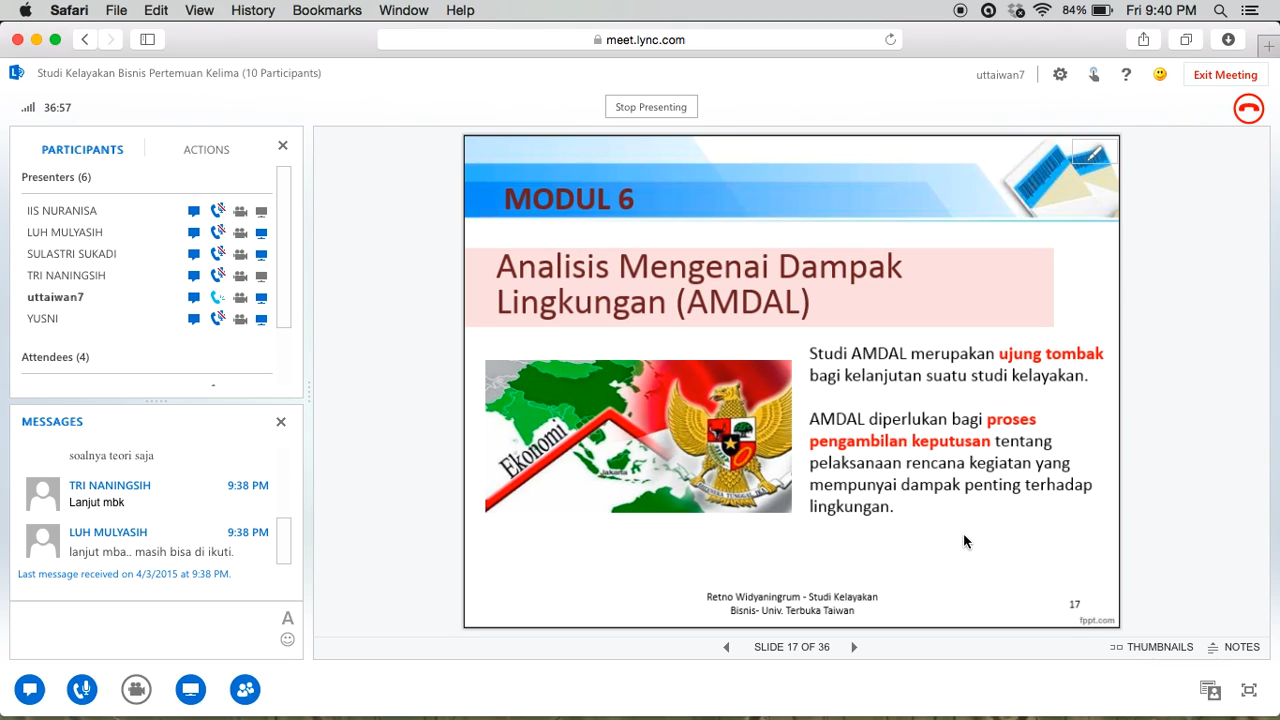 Safari File Edit View History Bookmarks Window Help 84% Fri 9:40 PM
meet.lync.com
Studi Kelayakan Bisnis Pertemuan Kelima (10 Participants)
uttaiwan7 ? Exit Meeting
36:57
Stop Presenting
PARTICIPANTS ACTIONS
Presenters (6)
IIS NURANISA
LUH MULYASIH
SULASTRI SUKADI
TRI NANINGSIH
uttaiwan7
YUSNI
Attendees (4)
MESSAGES
soalnya teori saja
TRI NANINGSIH 9:38 PM
Lanjut mbk
LUH MULYASIH 9:38 PM
lanjut mba.. masih bisa di ikuti.
Last message received on 4/3/2015 at 9:38 PM.
A
MODUL 6
Analisis Mengenai Dampak
Lingkungan (AMDAL)
Ekonomi
Jakarta
Studi AMDAL merupakan ujung tombak
bagi kelanjutan suatu studi kelayakan.
AMDAL diperlukan bagi proses
pengambilan keputusan tentang
pelaksanaan rencana kegiatan yang
mempunyai dampak penting terhadap
lingkungan.
Retno Widyaningrum - Studi Kelayakan
Bisnis- Univ. Terbuka Taiwan
17
fppt.com
SLIDE 17 OF 36
THUMBNAILS NOTES